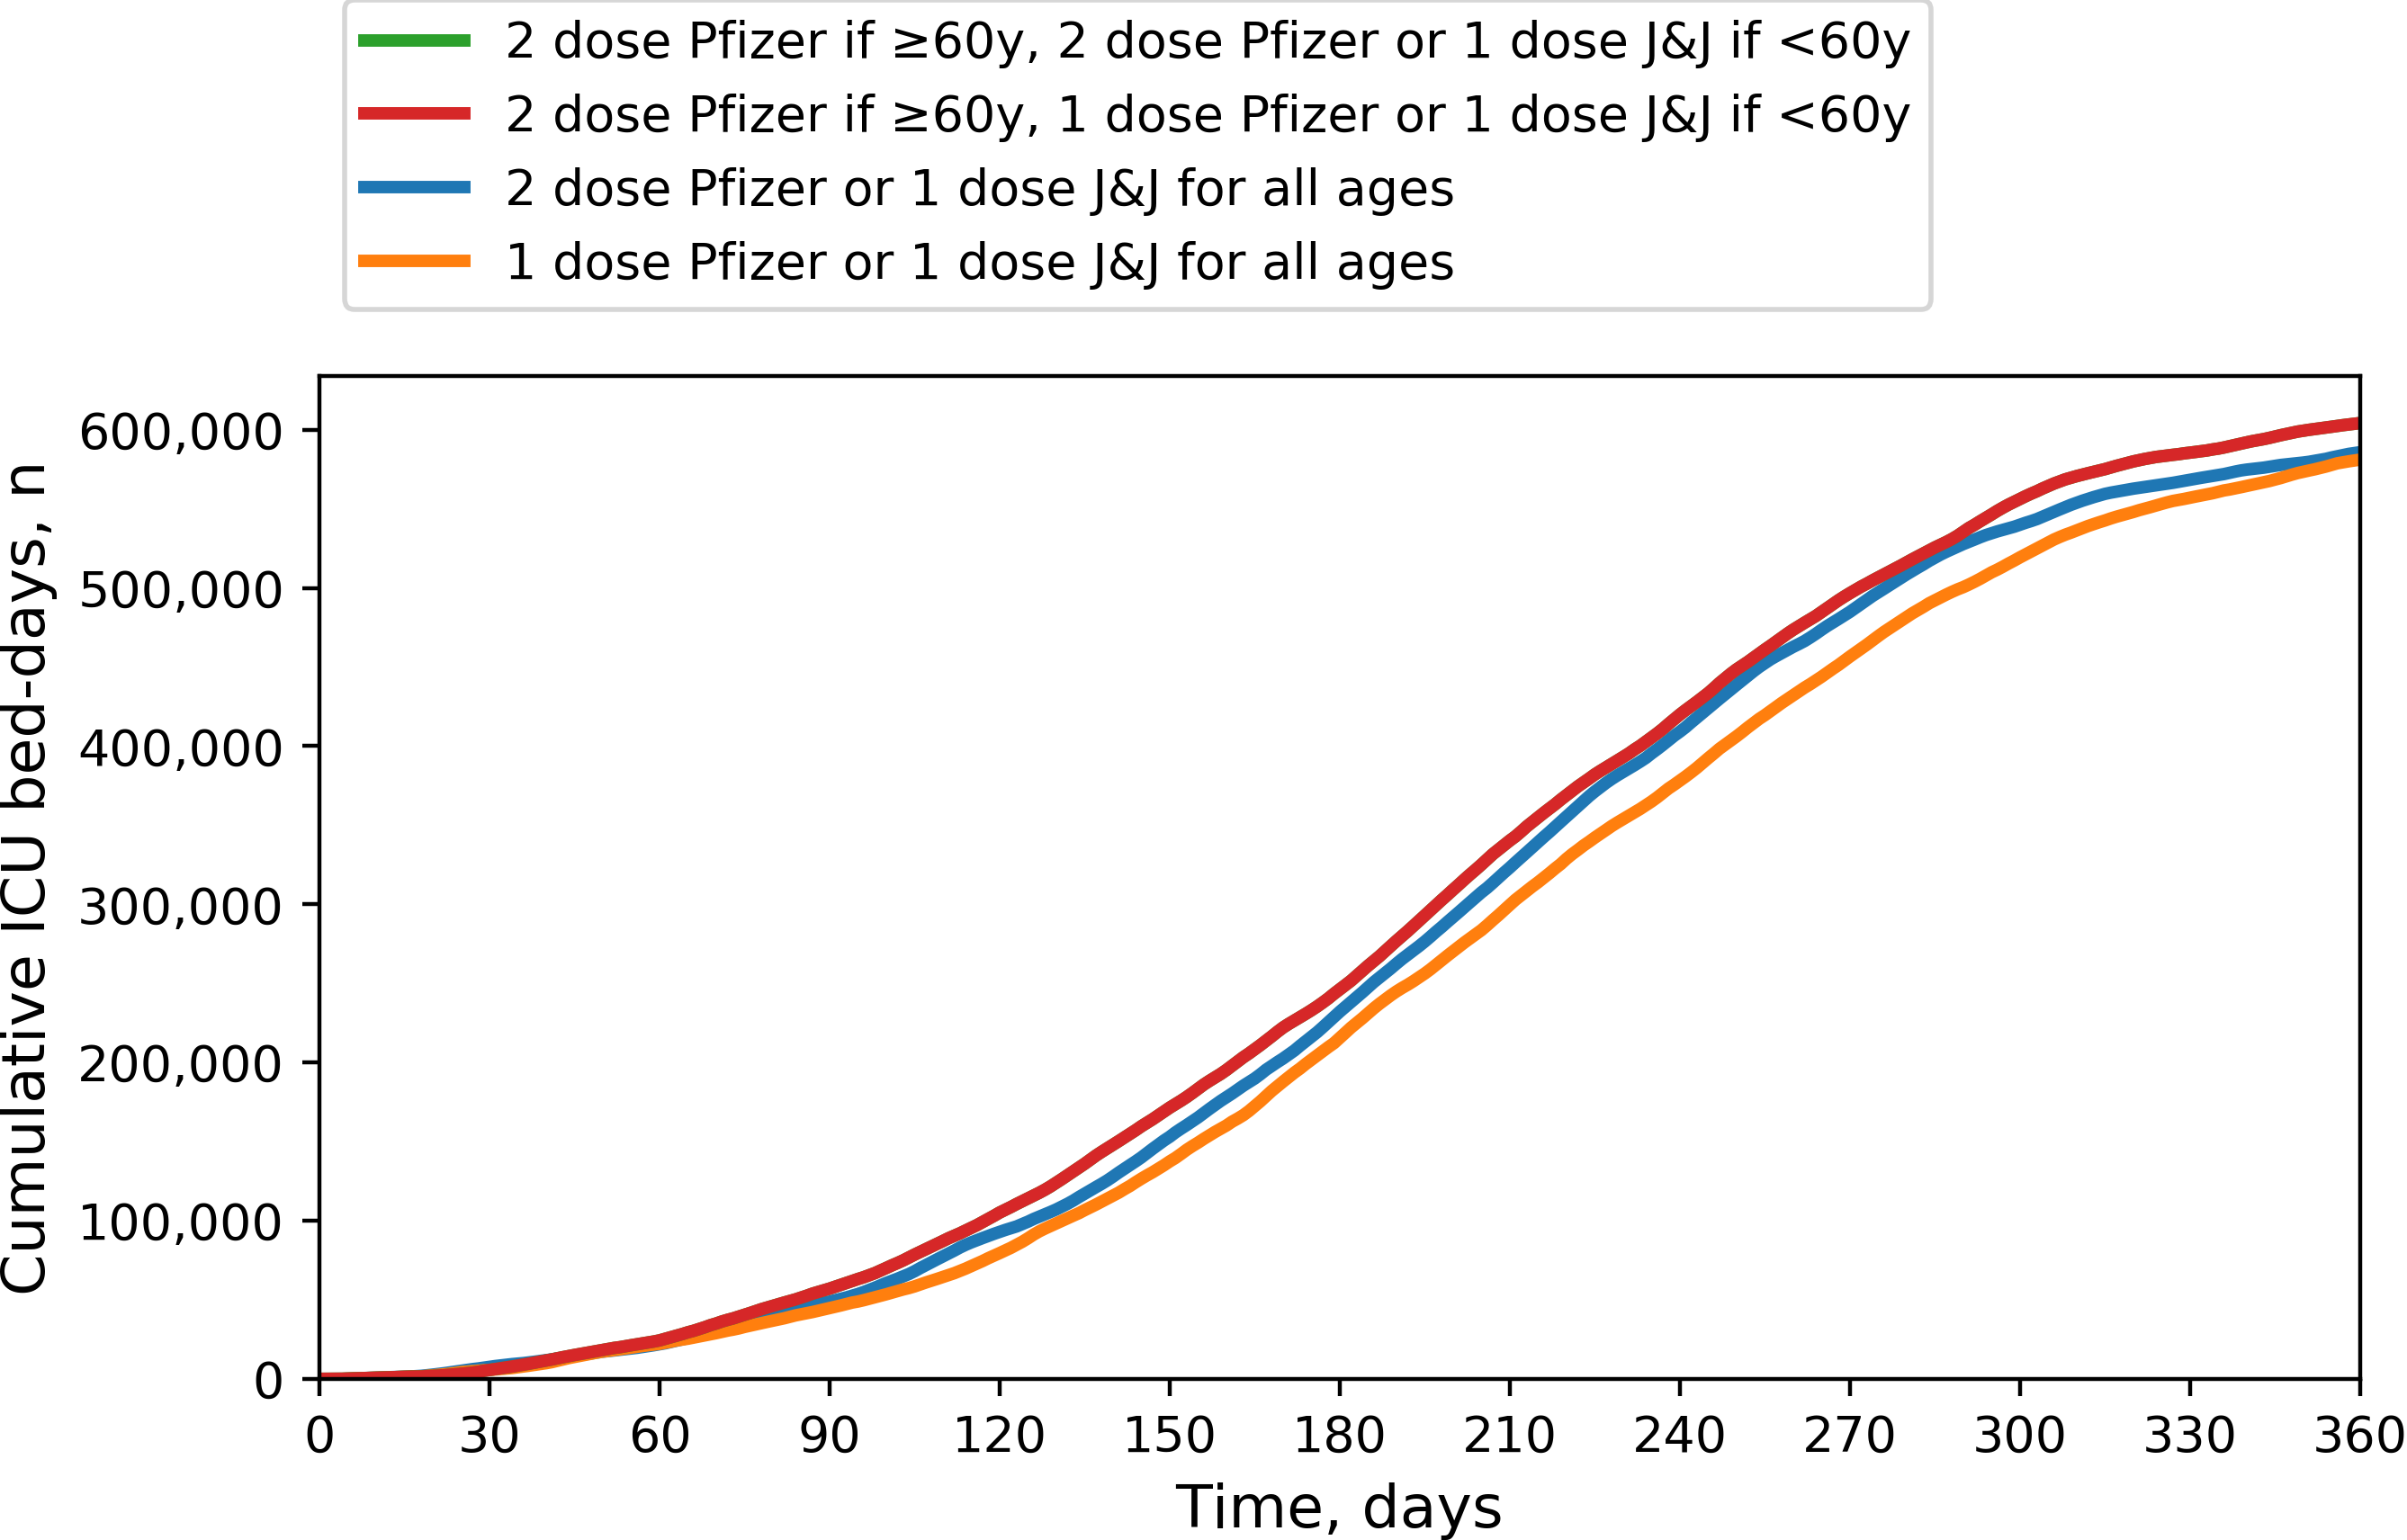 2 dose Pfizer if ≥60y, 2 dose Pfizer or 1 dose J&J if <60y
2 dose Pfizer if ≥60y, 1 dose Pfizer or 1 dose J&J if <60y
2 dose Pfizer or 1 dose J&J for all ages
1 dose Pfizer or 1 dose J&J for all ages
Cumulative ICU bed-days, n
600,000
500,000
400,000
300,000
200,000
100,000
0
0 30 60 90 120 150 180 210 240 270 300 330 360
Time, days